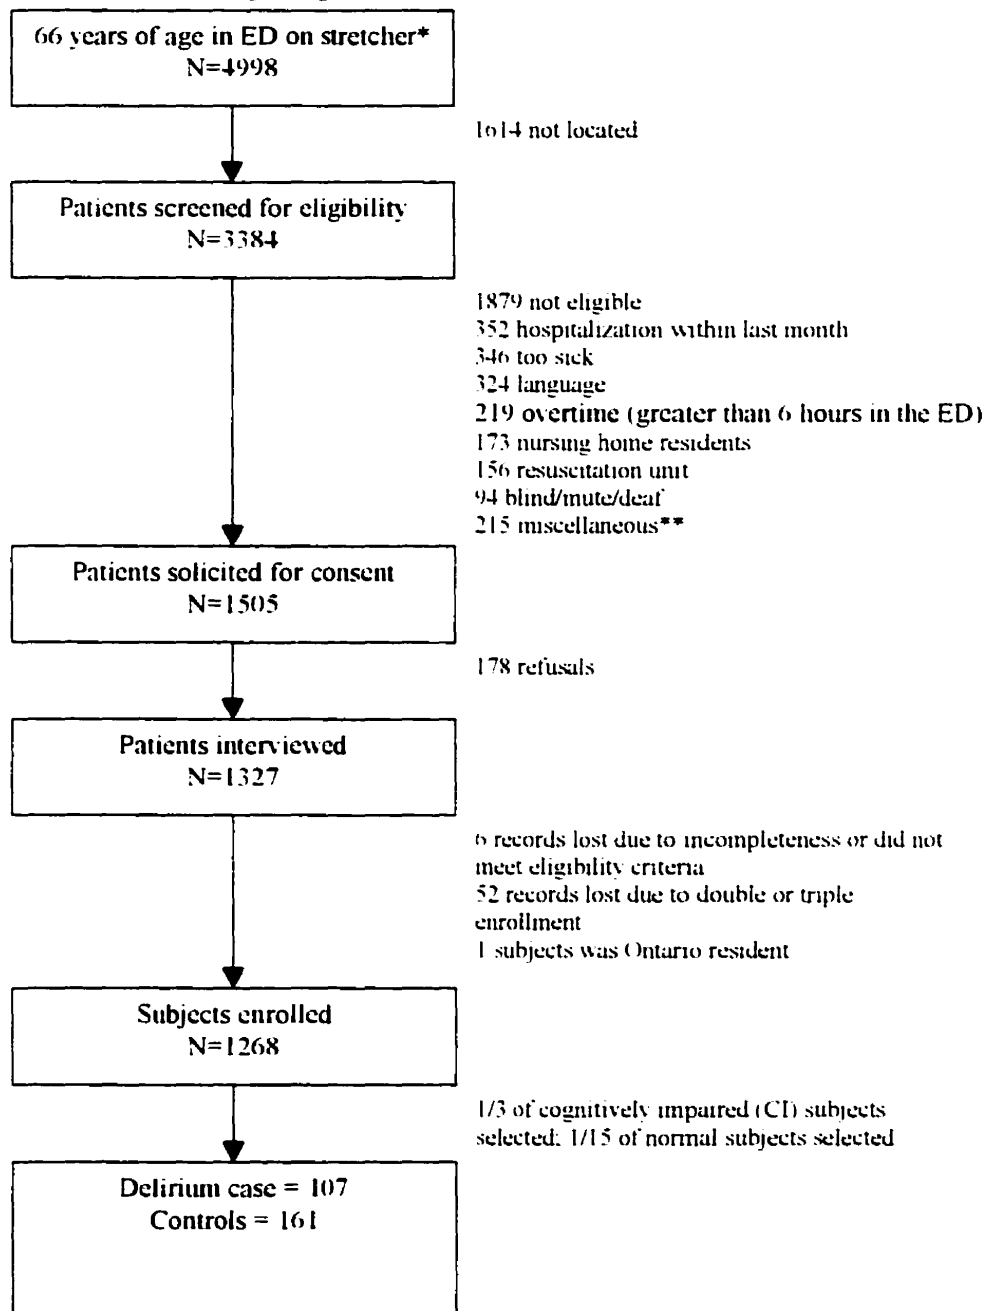 66 years of age in ED on stretcher*
N=4998
1614 not located
Patients screened for eligibility
N=3384
1879 not eligible
352 hospitalization within last month
346 too sick
324 language
219 overtime (greater than 6 hours in the ED)
173 nursing home residents
156 resuscitation unit
94 blind/mute/deaf
215 miscellaneous**
Patients solicited for consent
N=1505
178 refusals
Patients interviewed
N=1327
6 records lost due to incompleteness or did not
meet eligibility criteria
52 records lost due to double or triple
enrollment
1 subjects was Ontario resident
Subjects enrolled
N=1268
1/3 of cognitively impaired (CI) subjects
selected; 1/15 of normal subjects selected
Delirium case = 107
Controls = 161